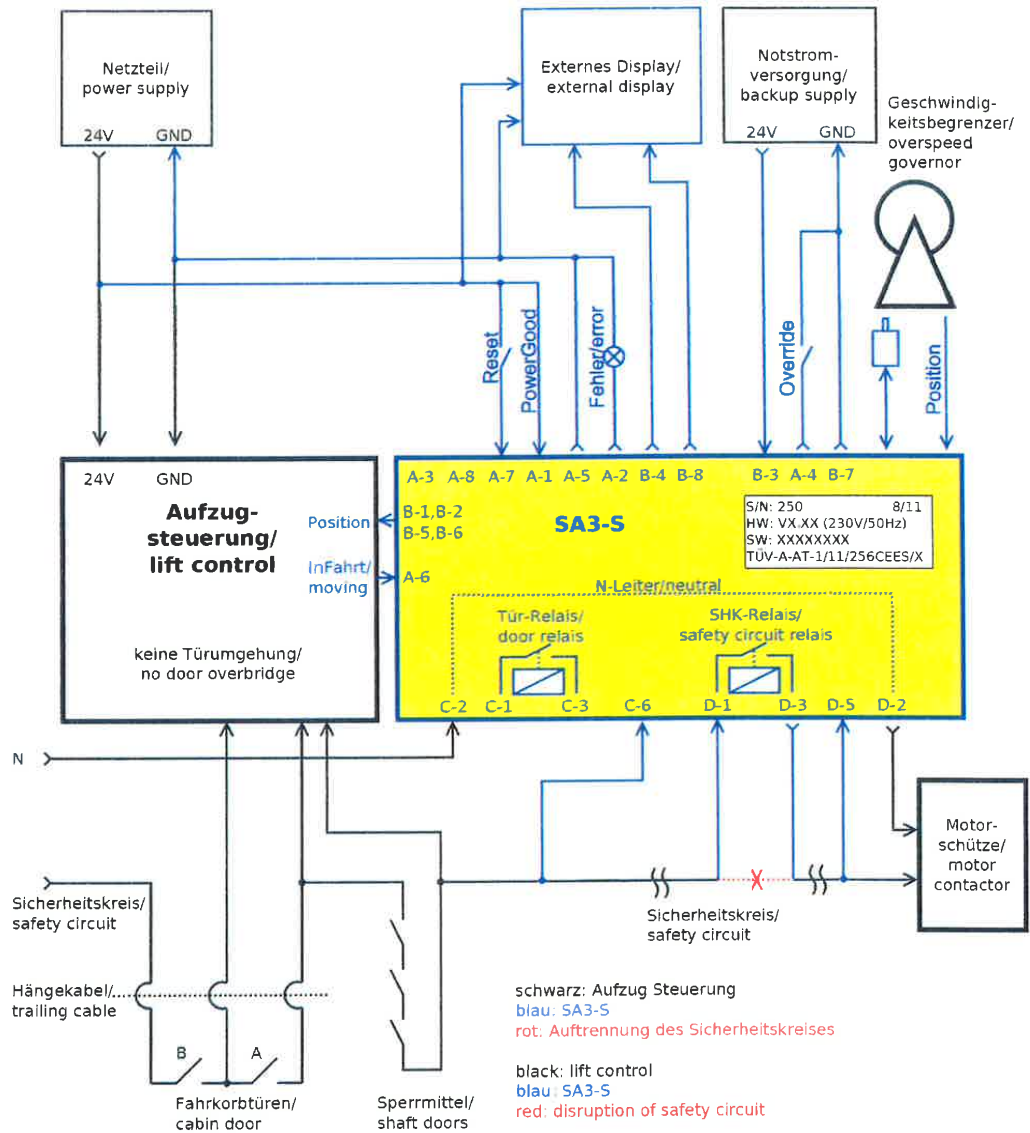 Netzteil/
power supply
24V GND
Externes Display/
external display
Notstrom-
versorgung/
backup supply
24V GND
Geschwindig-
keitsbegrenzer/
overspeed
governor
Reset
PowerGood
Fehler/error
Override
Position
24V GND
Aufzug-
steuerung/
lift control
Position
InFahrt/
moving
keine Türumgehung/
no door overbridge
A-3 A-8 A-7 A-1 A-5 A-2 B-4 B-8 B-3 A-4 B-7
B-1,B-2
B-5,B-6
A-6
SA3-S
S/N: 250 8/11
HW: VX.XX (230V/50Hz)
SW: XXXXXXXX
TÜV-A-AT-1/11/256CEES/X
N-Leiter/neutral
Tür-Relais/
door relais
SHK-Relais/
safety circuit relais
C-2 C-1 C-3 C-6 D-1 D-3 D-5 D-2
N
Motor-
schütze/
motor
contactor
Sicherheitskreis/
safety circuit
Sicherheitskreis/
safety circuit
Hängekabel/
trailing cable
B A
Fahrkorbtüren/
cabin door
Sperrmittel/
shaft doors
schwarz: Aufzug Steuerung
blau: SA3-S
rot: Auftrennung des Sicherheitskreises
black: lift control
blau: SA3-S
red: disruption of safety circuit